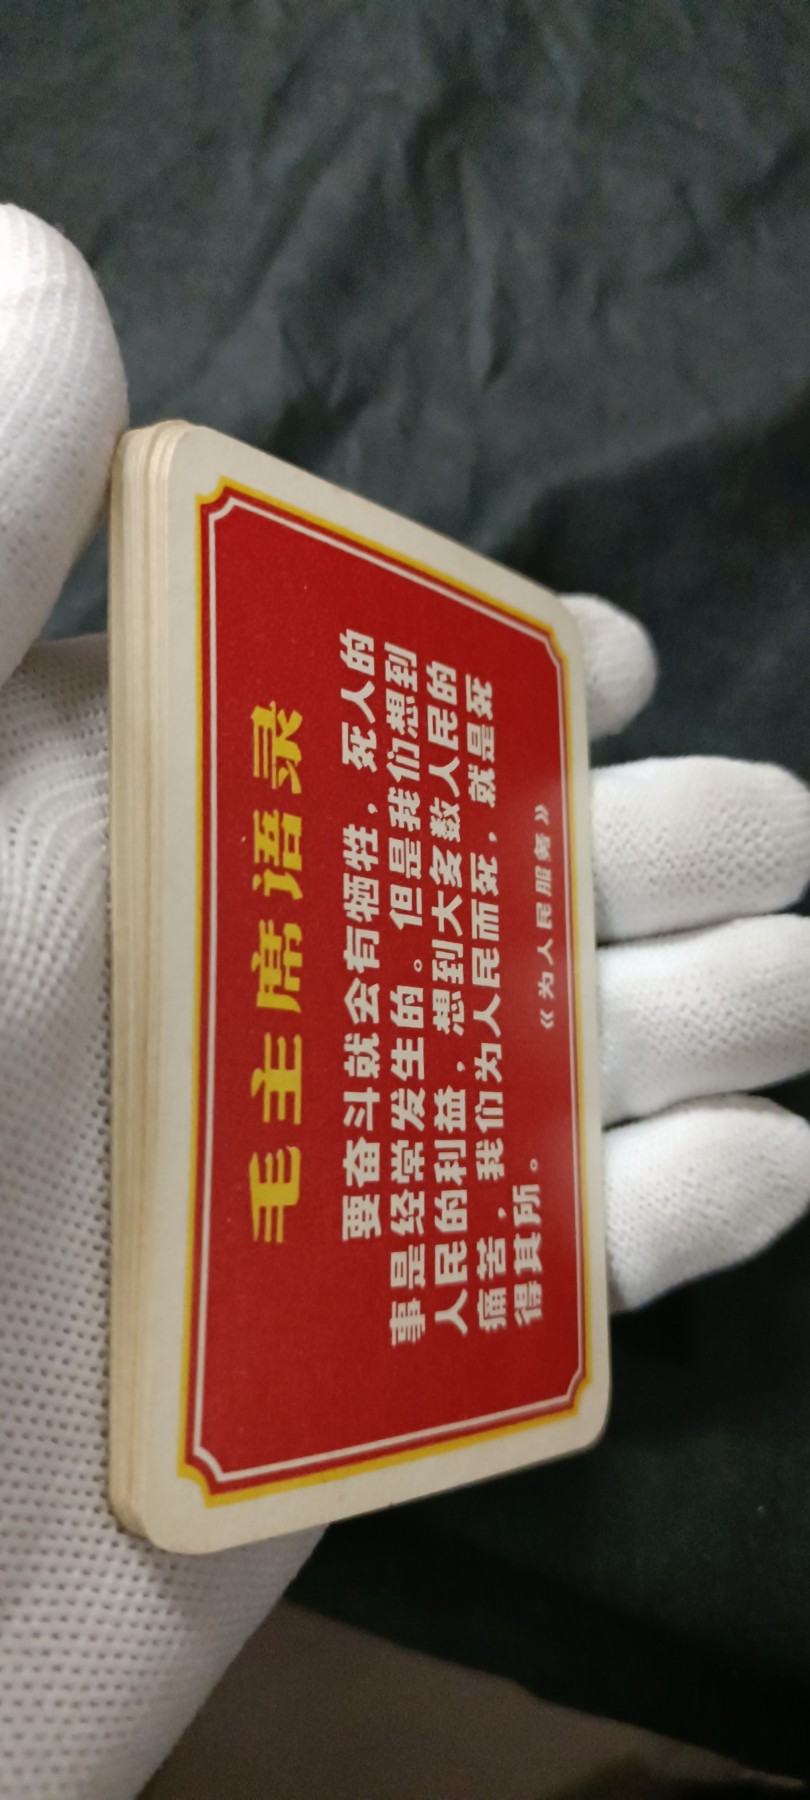 毛主席语录
要奋斗就会有牺牲，死人的
事是经常发生的。但是我们想到
人民的利益，想到大多数人民的
痛苦，我们为人民而死，就是死
得其所。
《为人民服务》